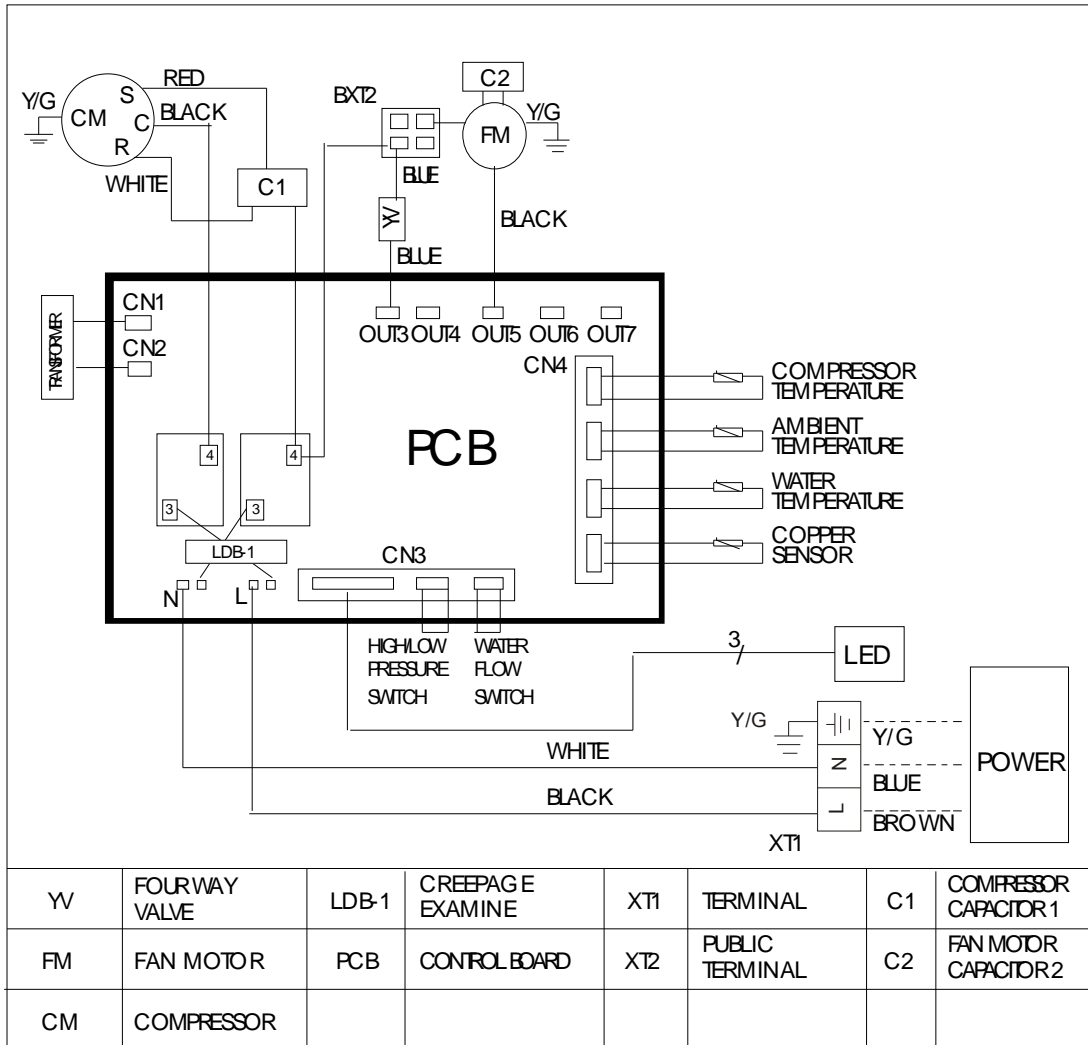 RED
C2
Y/G
S
BXT2
Y/G
CM
C
BLACK
FM
R
WHITE
C1
BLUE
YV
BLACK
BLUE
TRANSFORMER
CN1
CN2
OUT3
OUT4
OUT5
OUT6
OUT7
CN4
COMPRESSOR
TEMPERATURE
AMBIENT
TEMPERATURE
PCB
4
4
WATER
TEMPERATURE
3
3
COPPER
SENSOR
LDB-1
CN3
N
L
HIGH/LOW
PRESSURE
SWITCH
WATER
FLOW
SWITCH
3
LED
Y/G
Y/G
WHITE
N
BLUE
POWER
BLACK
L
BROWN
XT1
YV
FOUR WAY
VALVE
LDB-1
CREEPAGE
EXAMINE
XT1
TERMINAL
C1
COMPRESSOR
CAPACITOR 1
FM
FAN MOTOR
PCB
CONTROL BOARD
XT2
PUBLIC
TERMINAL
C2
FAN MOTOR
CAPACITOR 2
CM
COMPRESSOR